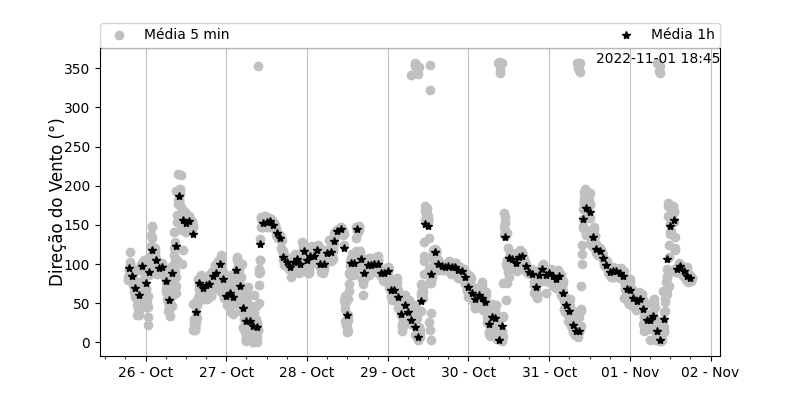 Média 5 min
Média 1h
2022-11-01 18:45
Direção do Vento (°)
350
300
250
200
150
100
50
0
26 - Oct
27 - Oct
28 - Oct
29 - Oct
30 - Oct
31 - Oct
01 - Nov
02 - Nov